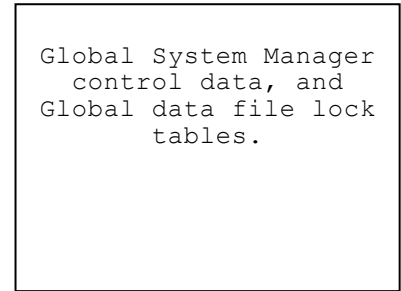 Global System Manager
control data, and
Global data file lock
tables.